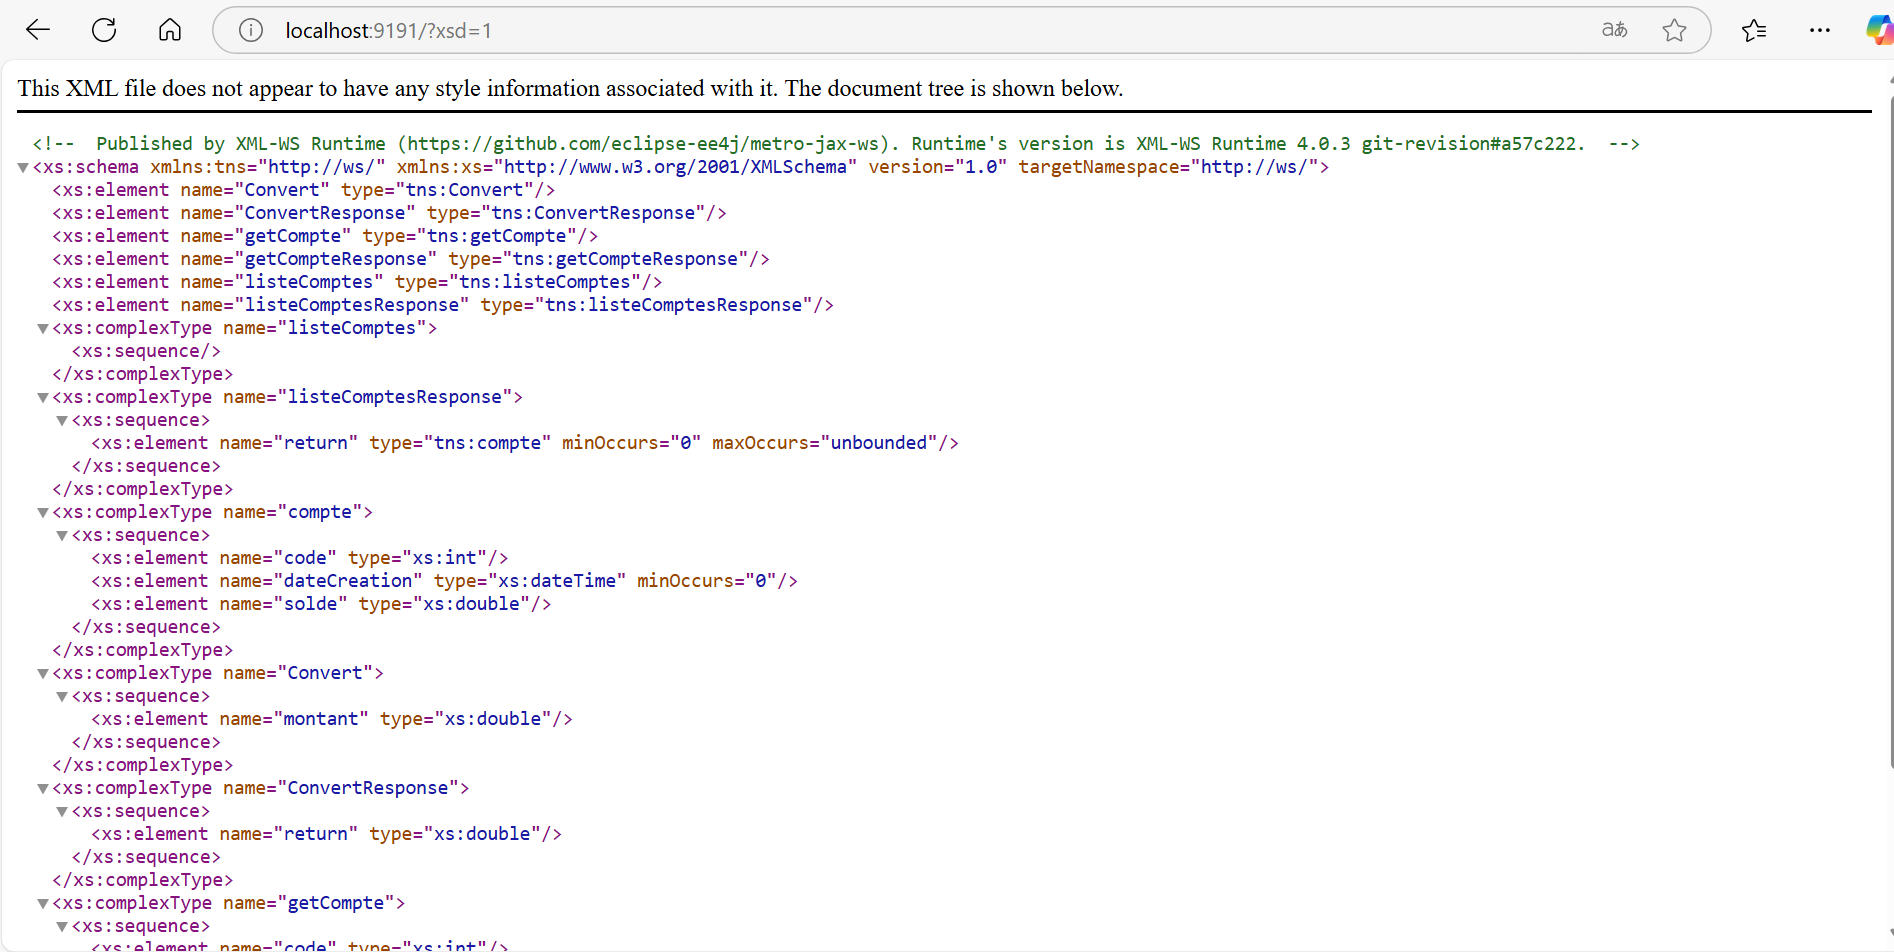 localhost:9191/?xsd=1
This XML file does not appear to have any style information associated with it. The document tree is shown below.
<!--  Published by XML-WS Runtime (https://github.com/eclipse-ee4j/metro-jax-ws). Runtime's version is XML-WS Runtime 4.0.3 git-revision#a57c222.  -->
<xs:schema xmlns:tns="http://ws/" xmlns:xs="http://www.w3.org/2001/XMLSchema" version="1.0" targetNamespace="http://ws/">
<xs:element name="Convert" type="tns:Convert"/>
<xs:element name="ConvertResponse" type="tns:ConvertResponse"/>
<xs:element name="getCompte" type="tns:getCompte"/>
<xs:element name="getCompteResponse" type="tns:getCompteResponse"/>
<xs:element name="listeComptes" type="tns:listeComptes"/>
<xs:element name="listeComptesResponse" type="tns:listeComptesResponse"/>
<xs:complexType name="listeComptes">
<xs:sequence/>
</xs:complexType>
<xs:complexType name="listeComptesResponse">
<xs:sequence>
<xs:element name="return" type="tns:compte" minOccurs="0" maxOccurs="unbounded"/>
</xs:sequence>
</xs:complexType>
<xs:complexType name="compte">
<xs:sequence>
<xs:element name="code" type="xs:int"/>
<xs:element name="dateCreation" type="xs:dateTime" minOccurs="0"/>
<xs:element name="solde" type="xs:double"/>
</xs:sequence>
</xs:complexType>
<xs:complexType name="Convert">
<xs:sequence>
<xs:element name="montant" type="xs:double"/>
</xs:sequence>
</xs:complexType>
<xs:complexType name="ConvertResponse">
<xs:sequence>
<xs:element name="return" type="xs:double"/>
</xs:sequence>
</xs:complexType>
<xs:complexType name="getCompte">
<xs:sequence>
<xs:element name="code" type="xs:int"/>